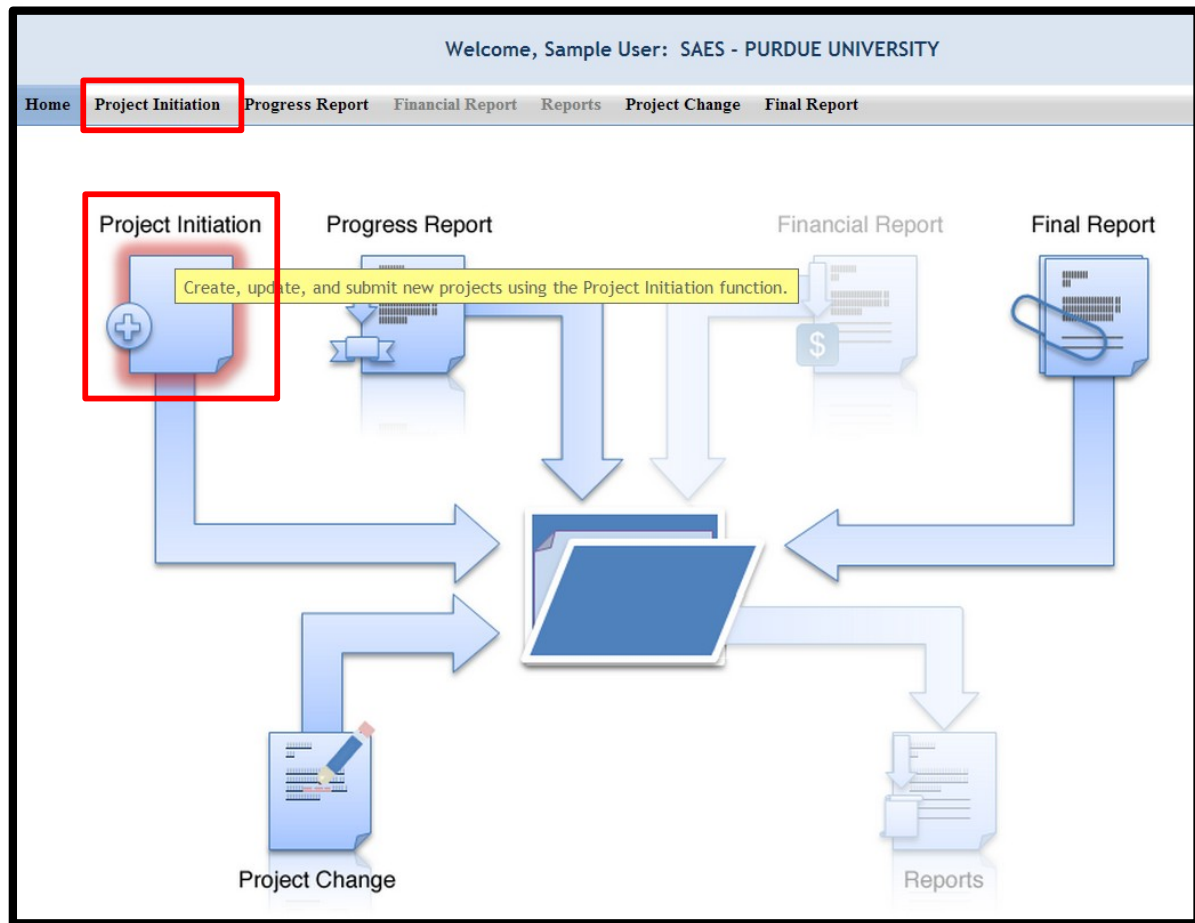 Welcome, Sample User: SAES - PURDUE UNIVERSITY
Home Project Initiation Progress Report Financial Report Reports Project Change Final Report
Project Initiation
Progress Report
Financial Report
Final Report
Create, update, and submit new projects using the Project Initiation function.
$
Project Change
Reports